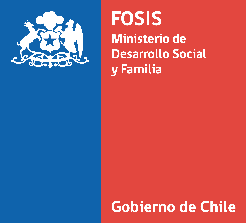 FOSIS
Ministerio de
Desarrollo Social
y Familia
Gobierno de Chile